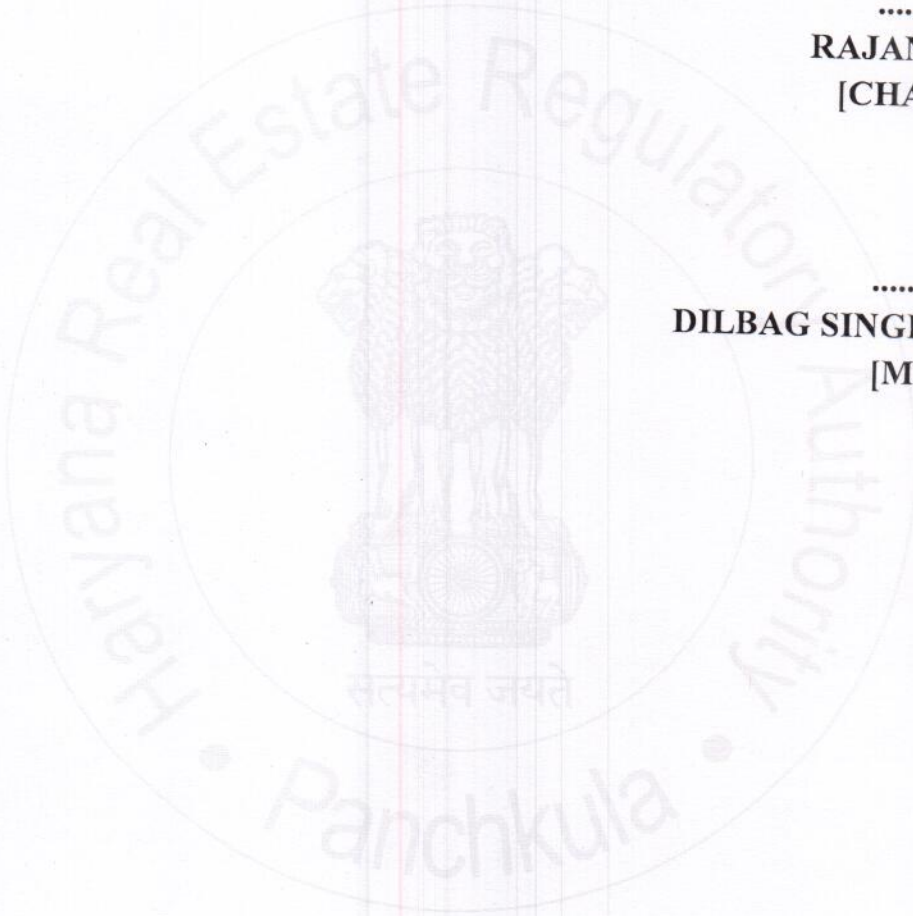 .....
RAJAN
[CHA
......
DILBAG SINGH
[M
Haryana Real Estate Regulatory Authority
सत्यमेव जयते
• Panchkula •